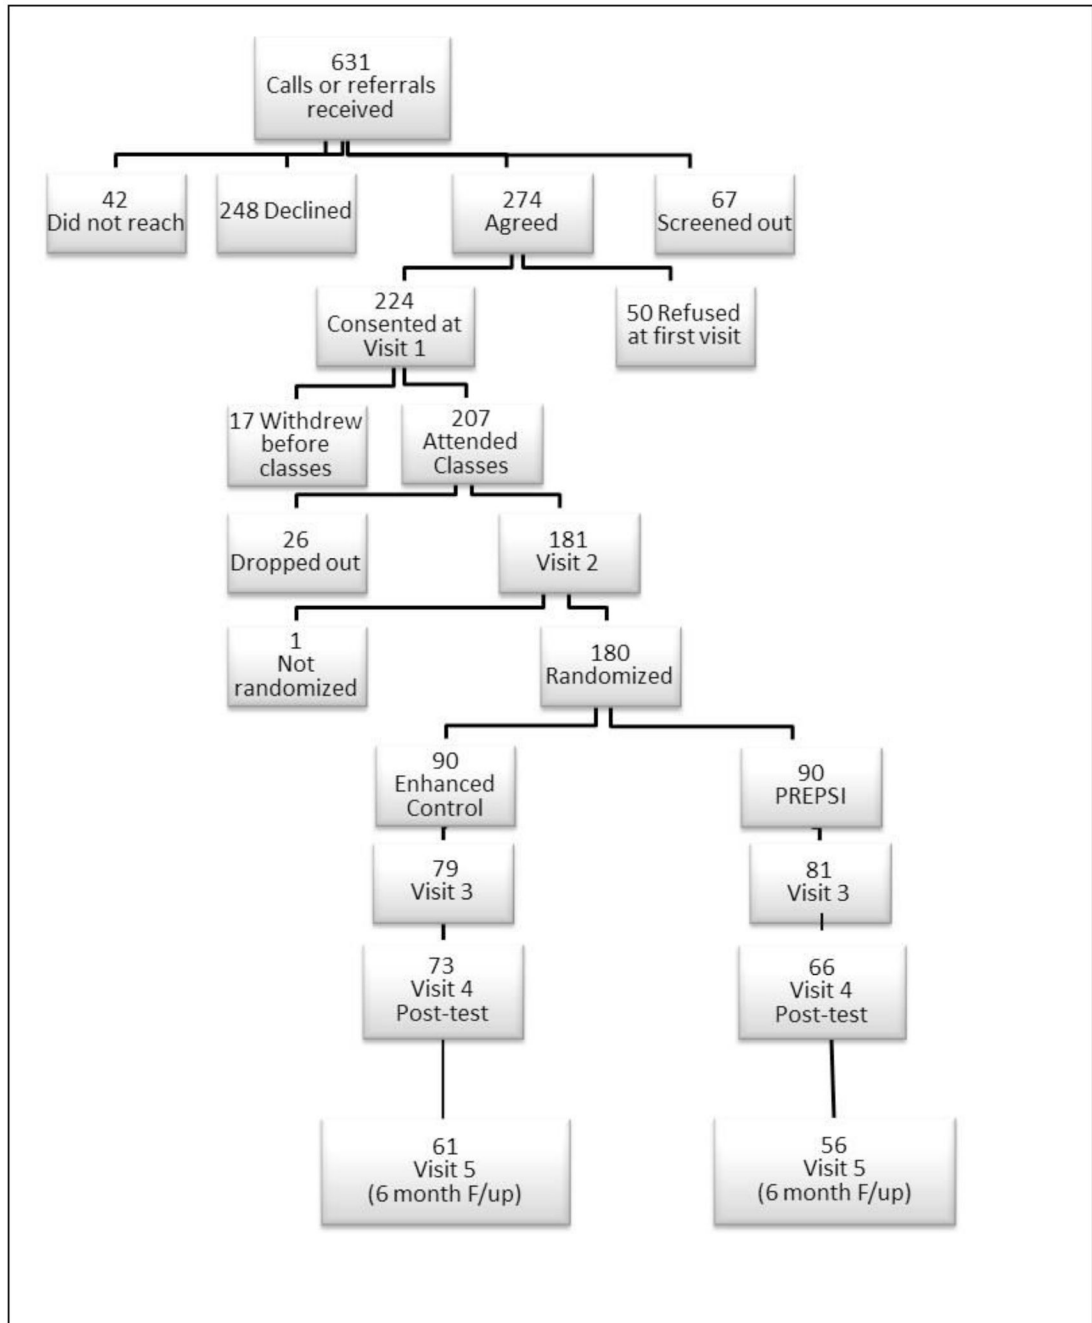 631
Calls or referrals
received
42
Did not reach
248 Declined
274
Agreed
67
Screened out
224
Consented at
Visit 1
50 Refused
at first visit
17 Withdrew
before
classes
207
Attended
Classes
26
Dropped out
181
Visit 2
1
Not
randomized
180
Randomized
90
Enhanced
Control
90
PREPSI
79
Visit 3
81
Visit 3
73
Visit 4
Post-test
66
Visit 4
Post-test
61
Visit 5
(6 month F/up)
56
Visit 5
(6 month F/up)